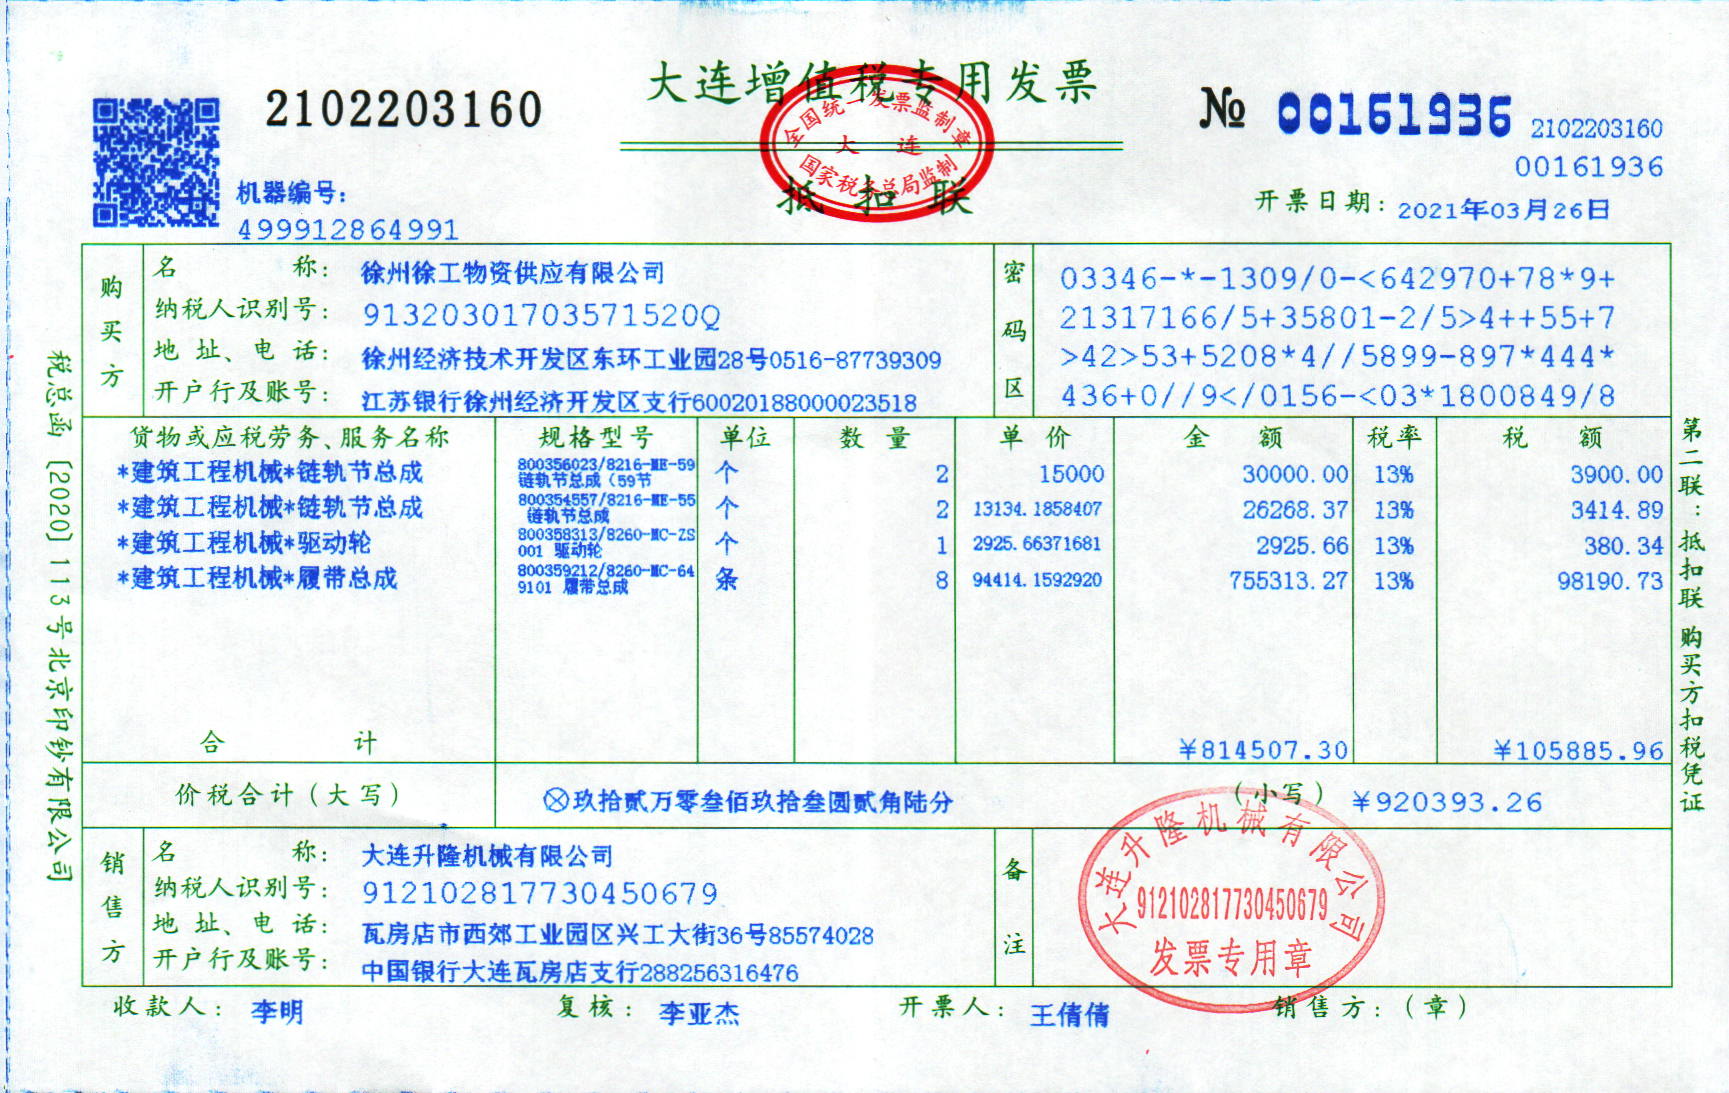 大连增值税专用发票
2102203160
№ 00161936
2102203160
00161936
全国统一发票监制章
大连
国家税务总局监制
抵扣联
机器编号：
499912864991
开票日期：2021年03月26日
购买方
名称：徐州徐工物资供应有限公司
纳税人识别号：91320301703571520Q
地址、电话：徐州经济技术开发区东环工业园28号0516-87739309
开户行及账号：江苏银行徐州经济开发区支行60020188000023518
密码区
03346-*-1309/0-<642970+78*9+
21317166/5+35801-2/5>4++55+7
>42>53+5208*4//5899-897*444*
436+0//9</0156-<03*1800849/8
货物或应税劳务、服务名称 规格型号 单位 数量 单价 金额 税率 税额
*建筑工程机械*链轨节总成 800356023/8216-ME-59链轨节总成（59节 个 2 15000 30000.00 13% 3900.00
*建筑工程机械*链轨节总成 800354557/8216-ME-55 链轨节总成 个 2 13134.1858407 26268.37 13% 3414.89
*建筑工程机械*驱动轮 800358313/8260-MC-ZS001 驱动轮 个 1 2925.66371681 2925.66 13% 380.34
*建筑工程机械*履带总成 800359212/8260-MC-649101 履带总成 条 8 94414.1592920 755313.27 13% 98190.73
合计 ¥814507.30 ¥105885.96
价税合计（大写） ⊗玖拾贰万零叁佰玖拾叁圆贰角陆分 （小写） ¥920393.26
销售方
名称：大连升隆机械有限公司
纳税人识别号：912102817730450679
地址、电话：瓦房店市西郊工业园区兴工大街36号85574028
开户行及账号：中国银行大连瓦房店支行288256316476
备注
大连升隆机械有限公司
912102817730450679
发票专用章
收款人：李明 复核：李亚杰 开票人：王倩倩 销售方：（章）
税总函〔2020〕113号北京印钞有限公司
第二联：抵扣联 购买方扣税凭证